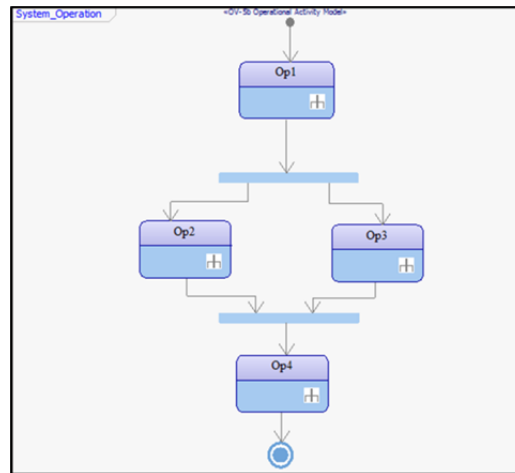 System_Operation
«OV-5b Operational Activity Model»
Op1
Op2
Op3
Op4